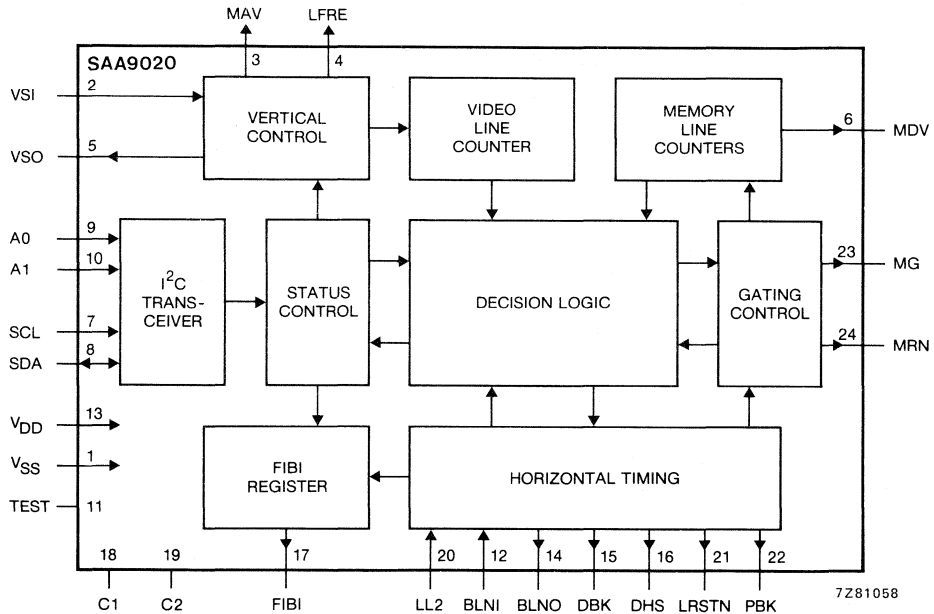 MAV LFRE
SAA9020
3 4
VSI 2
VERTICAL
CONTROL
VIDEO
LINE
COUNTER
MEMORY
LINE
COUNTERS
6 MDV
VSO 5
A0 9
A1 10
SCL 7
SDA 8
I²C
TRANS-
CEIVER
STATUS
CONTROL
DECISION LOGIC
GATING
CONTROL
23 MG
24 MRN
VDD 13
VSS 1
TEST 11
FIBI
REGISTER
HORIZONTAL TIMING
18 19 17 20 12 14 15 16 21 22
C1 C2 FIBI LL2 BLNI BLNO DBK DHS LRSTN PBK
7Z81058